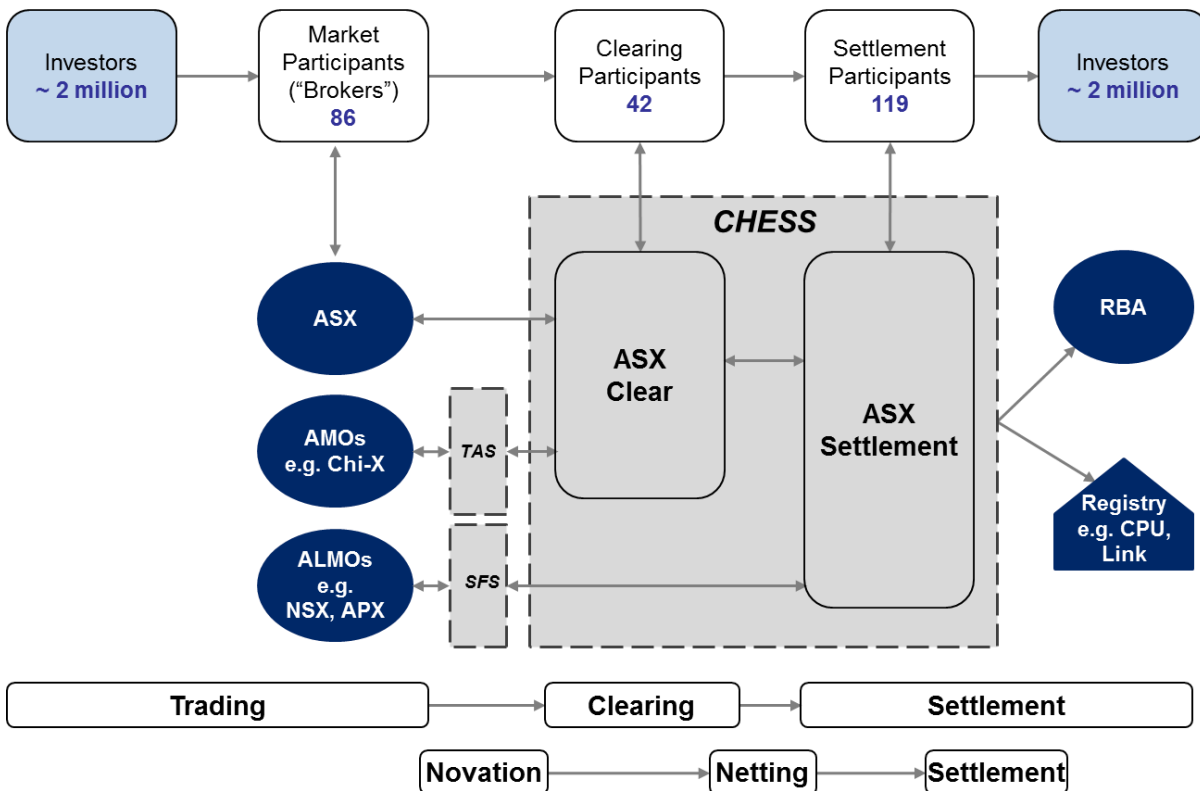 Investors
~ 2 million
Market
Participants
(“Brokers”)
86
Clearing
Participants
42
Settlement
Participants
119
Investors
~ 2 million
CHESS
ASX
ASX
Clear
ASX
Settlement
RBA
AMOs
e.g. Chi-X
TAS
ALMOs
e.g.
NSX, APX
SFS
Registry
e.g. CPU,
Link
Trading
Clearing
Settlement
Novation
Netting
Settlement